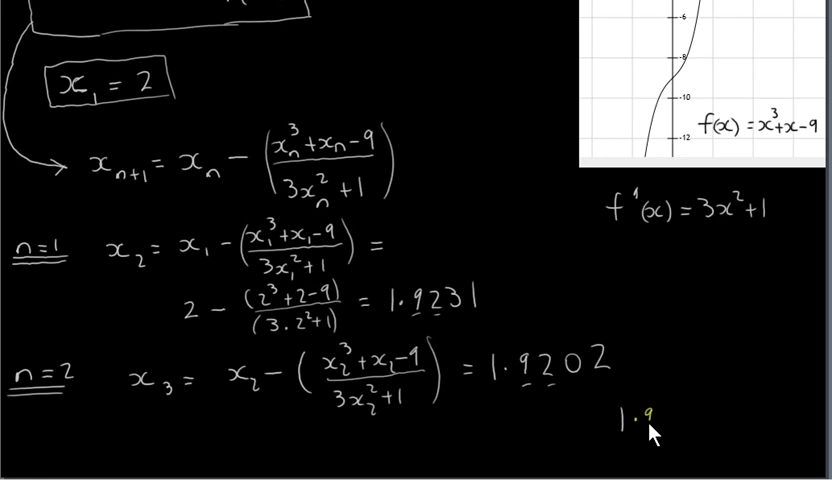 -6
-8
-10
-12
f(x) = x³+x-9
x₁ = 2
xₙ₊₁ = xₙ - (xₙ³+xₙ-9 / 3xₙ²+1)
f'(x) = 3x²+1
n=1 x₂ = x₁ - (x₁³+x₁-9 / 3x₁²+1) =
2 - (2³+2-9) / (3.2²+1) = 1.9231
n=2 x₃ = x₂ - (x₂³+x₂-9 / 3x₂²+1) = 1.9202
1.9